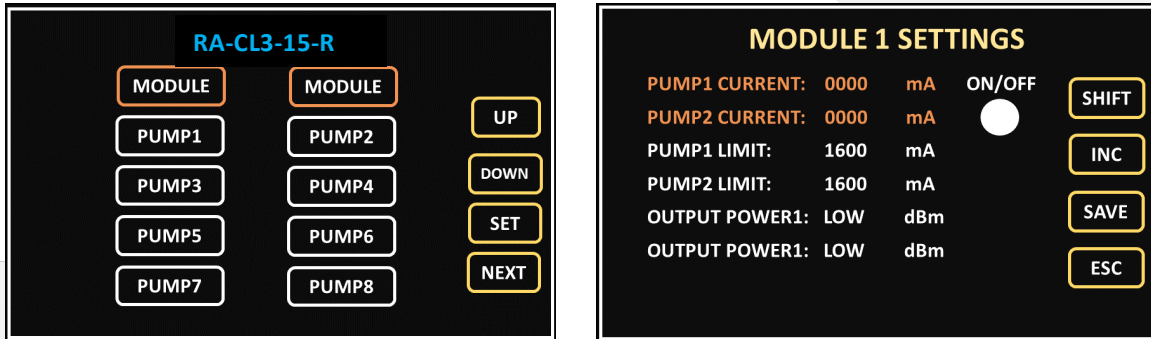 RA-CL3-15-R
MODULE MODULE
PUMP1 PUMP2
PUMP3 PUMP4
PUMP5 PUMP6
PUMP7 PUMP8
UP
DOWN
SET
NEXT
MODULE 1 SETTINGS
PUMP1 CURRENT: 0000 mA ON/OFF
PUMP2 CURRENT: 0000 mA
PUMP1 LIMIT: 1600 mA
PUMP2 LIMIT: 1600 mA
OUTPUT POWER1: LOW dBm
OUTPUT POWER1: LOW dBm
SHIFT
INC
SAVE
ESC